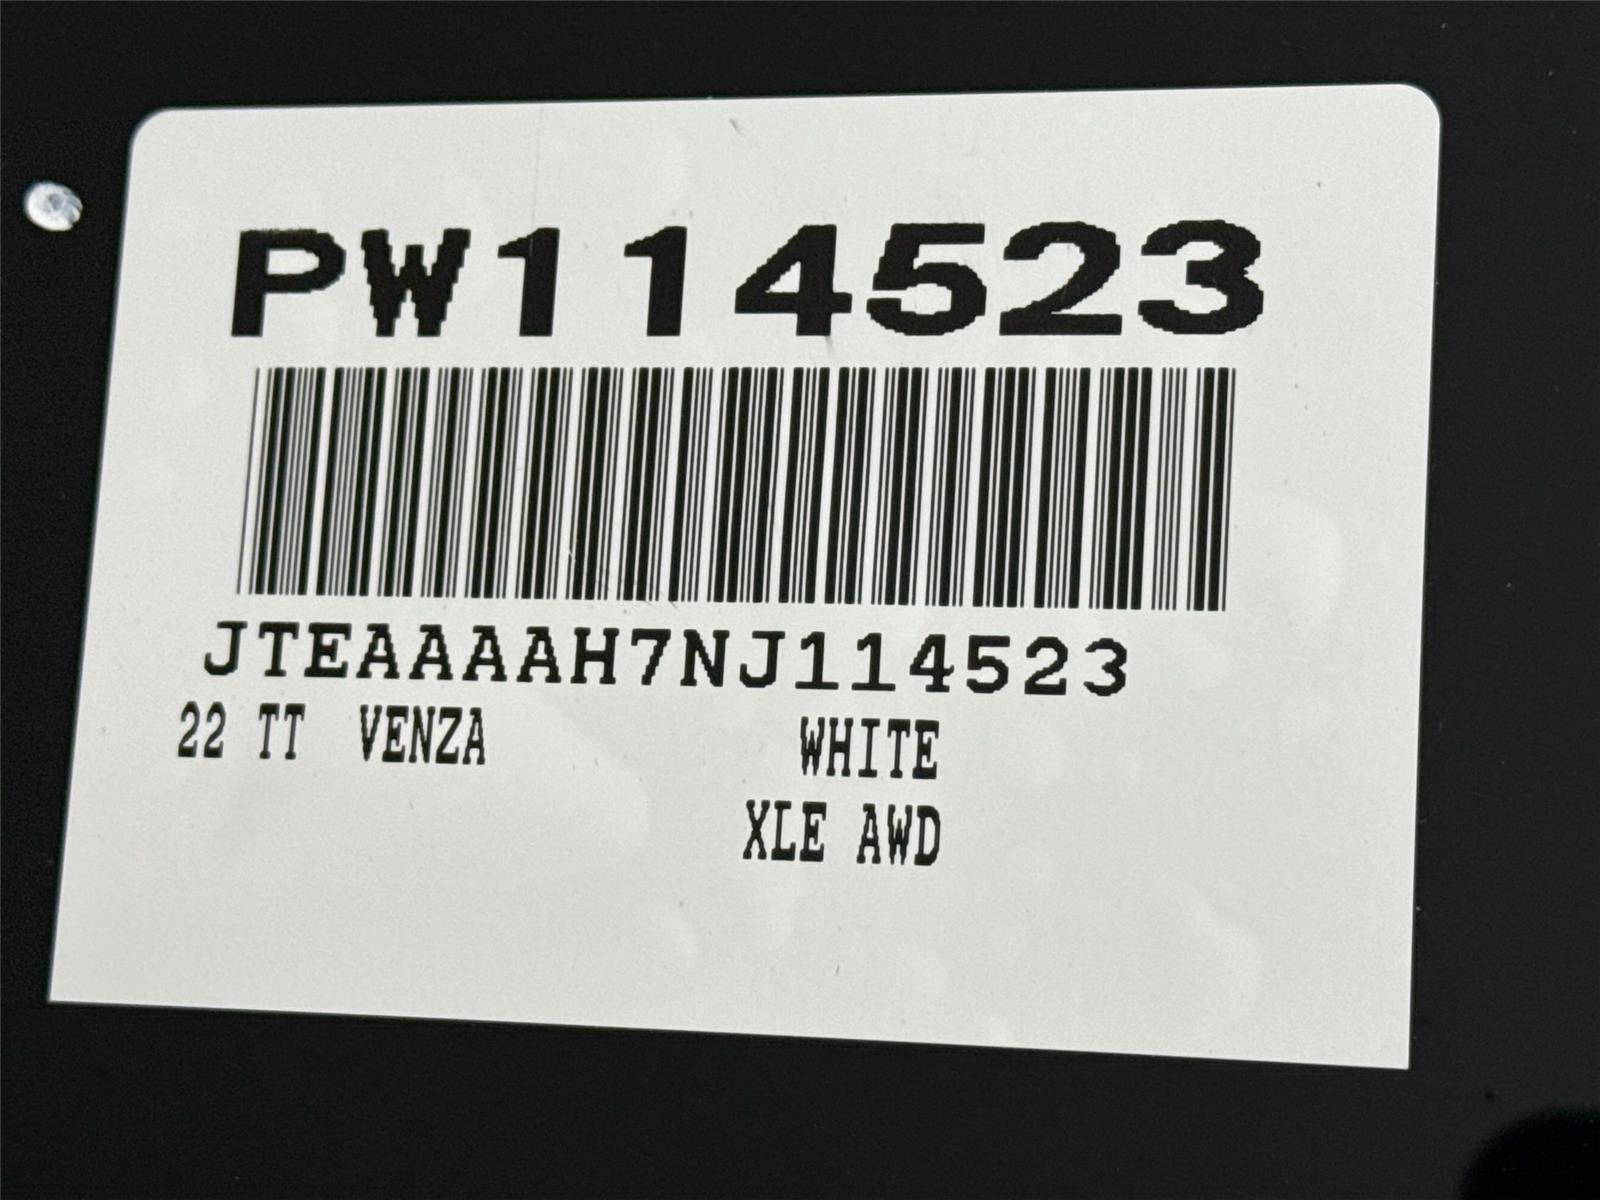 PW114523
JTEAAAAH7NJ114523
22 TT VENZA WHITE
XLE AWD